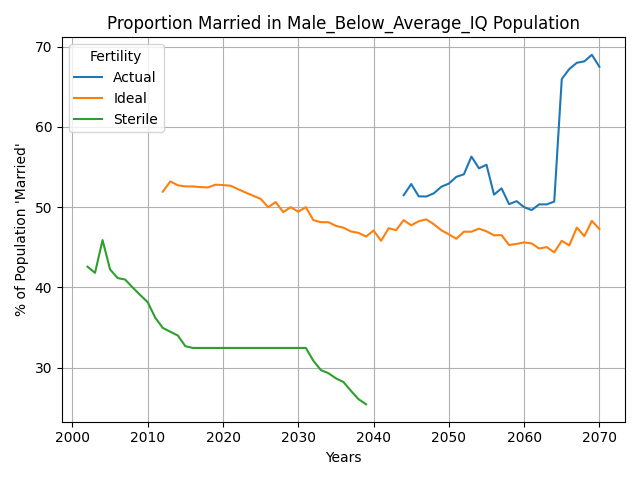 Proportion Married in Male_Below_Average_IQ Population
% of Population 'Married'
70
60
50
40
30
Fertility
Actual
Ideal
Sterile
2000 2010 2020 2030 2040 2050 2060 2070
Years